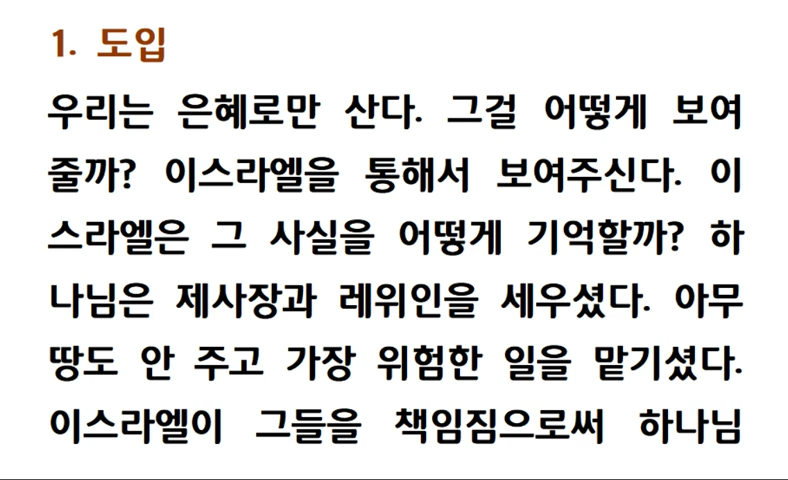 1. 도입
우리는 은혜로만 산다. 그걸 어떻게 보여
줄까? 이스라엘을 통해서 보여주신다. 이
스라엘은 그 사실을 어떻게 기억할까? 하
나님은 제사장과 레위인을 세우셨다. 아무
땅도 안 주고 가장 위험한 일을 맡기셨다.
이스라엘이 그들을 책임짐으로써 하나님